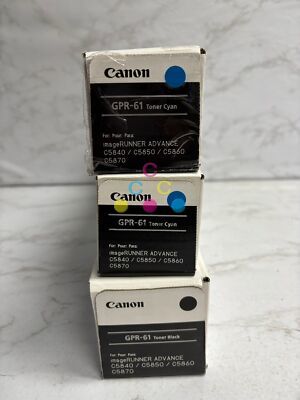 Canon
GPR-61 Toner Cyan
For: Pour: Para:
imageRUNNER ADVANCE
C5840 / C5850 / C5860
C5870
C
C C
Canon
GPR-61 Toner Cyan
For: Pour: Para:
imageRUNNER ADVANCE
C5840 / C5850 / C5860
C5870
Canon
GPR-61 Toner Black
For: Pour: Para:
imageRUNNER ADVANCE
C5840 / C5850 / C5860
C5870